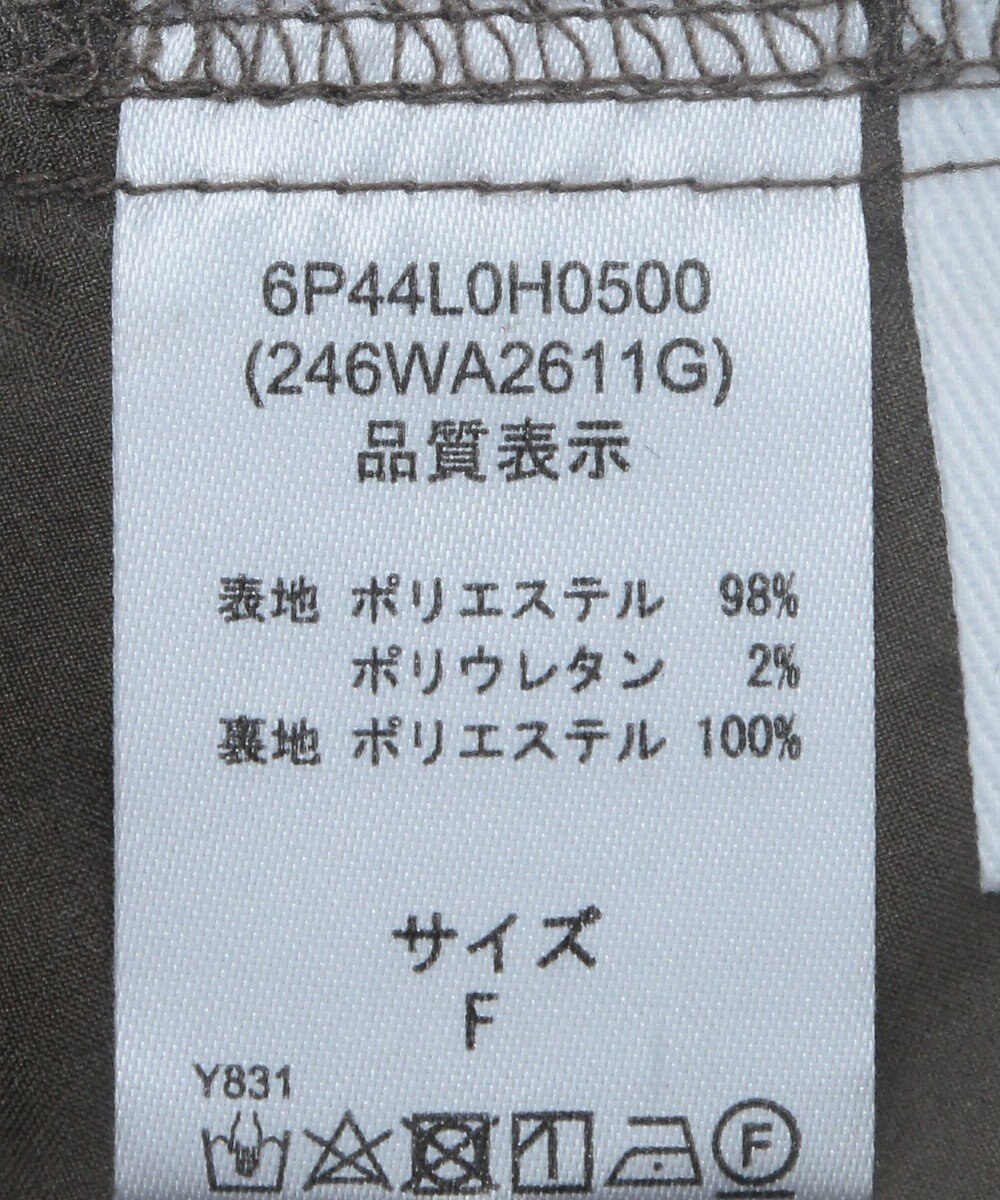 6P44L0H0500
(246WA2611G)
品質表示
表地 ポリエステル 98%
ポリウレタン 2%
裏地 ポリエステル 100%
サイズ
F
Y831
F